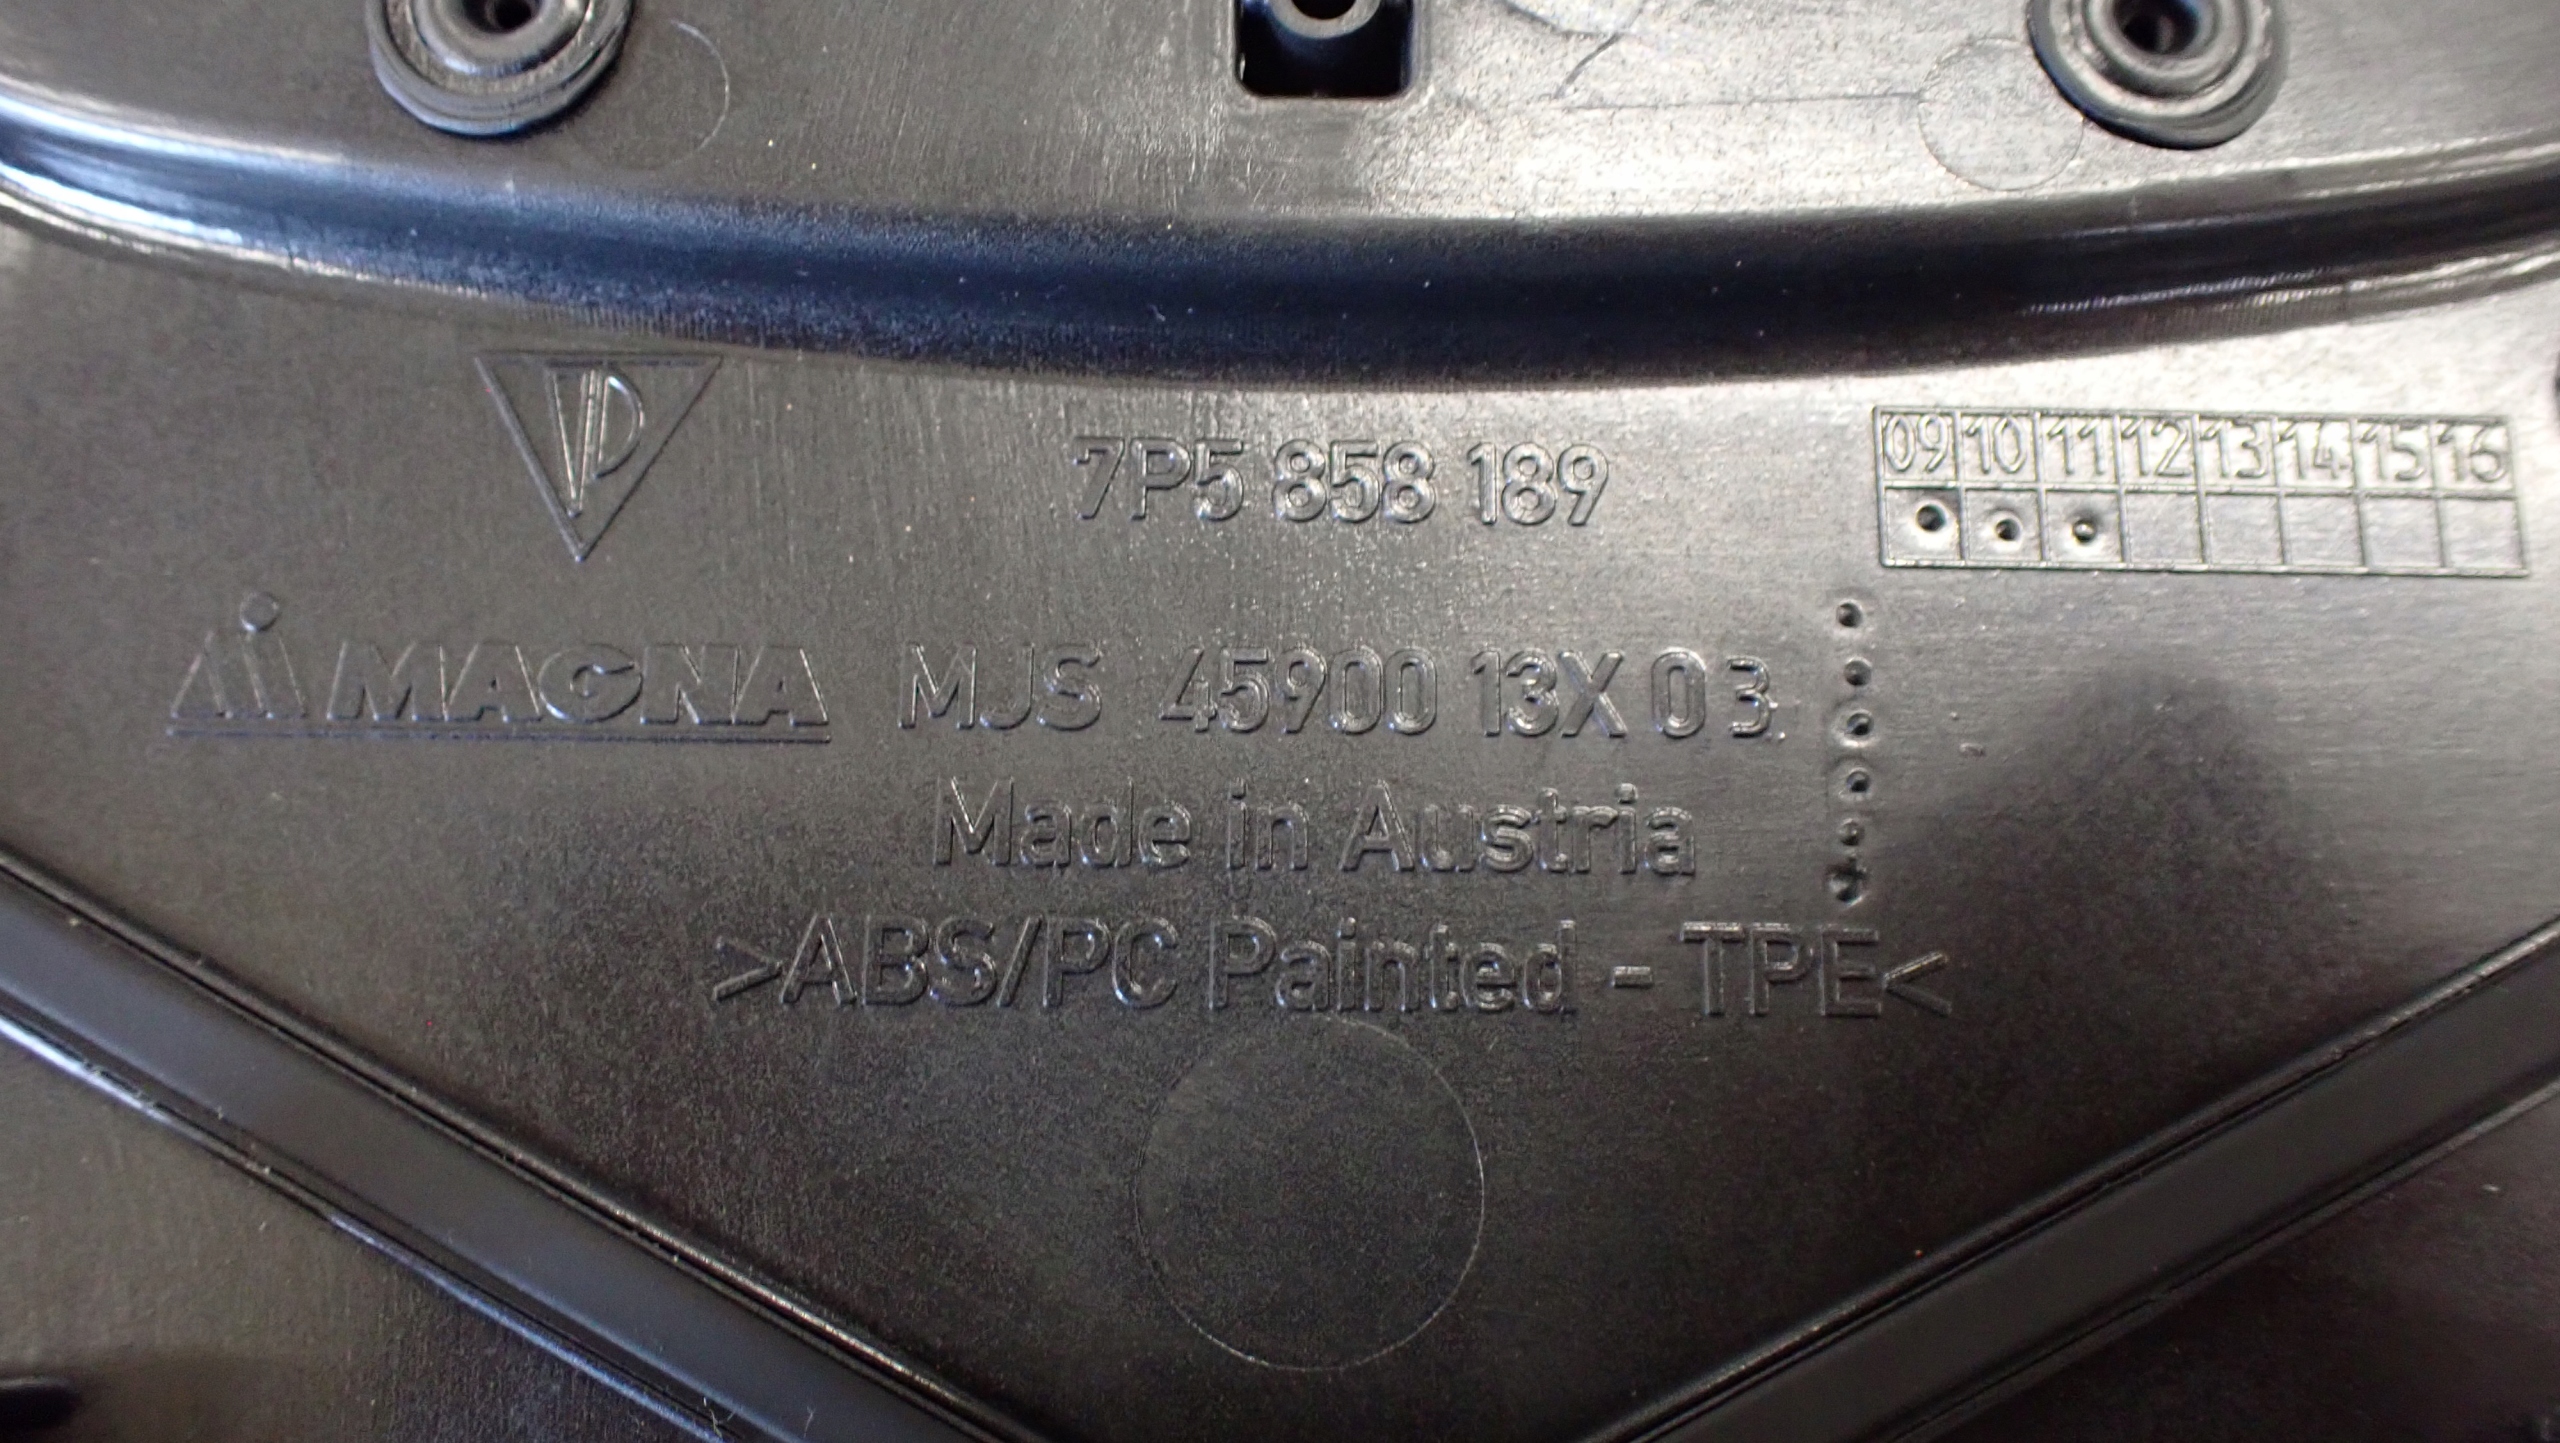 7P5 858 189
09 10 11 12 13 14 15 16
MAGNA MJS 45900 13X 03
Made in Austria
>ABS/PC Painted - TPE<